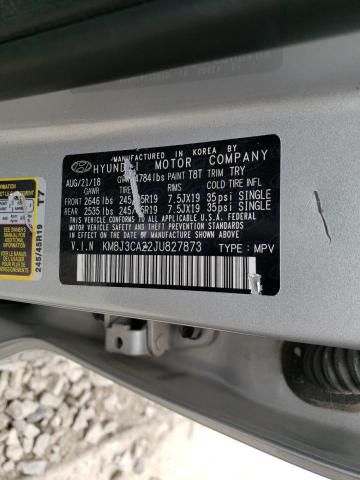 MANUFACTURED IN KOREA BY
HYUNDAI MOTOR COMPANY
AUG/21/18 4784lbs PAINT T8T TRIM TRY
GAWR RIMS COLD TIRE INFL
FRONT 2646 lbs 245/45R19 7.5JX19 35psi SINGLE
REAR 2535 lbs 245/45R19 7.5JX19 35psi SINGLE
THIS VEHICLE CONFORMS TO ALL APPLICABLE FEDERAL
MOTOR VEHICLE SAFETY, BUMPER AND THEFT
PREVENTION STANDARDS IN EFFECT ON THE DATE OF
MANUFACTURE SHOWN ABOVE.
V.I.N KM8J3CA22JU827873 TYPE : MPV
245/45R19 T7